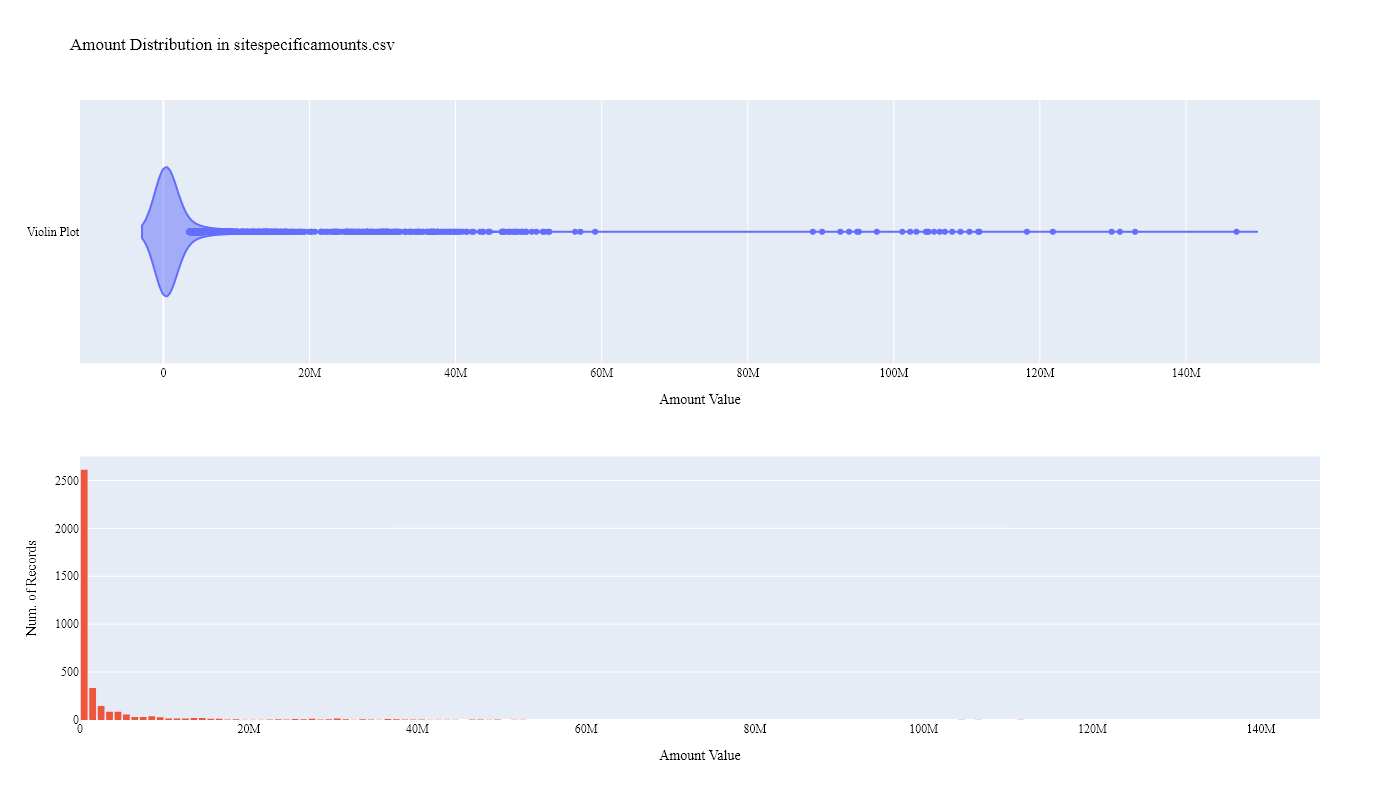 Amount Distribution in sitespecificamounts.csv
Violin Plot
0 20M 40M 60M 80M 100M 120M 140M
Amount Value
2500
2000
1500
1000
500
0
Num. of Records
0 20M 40M 60M 80M 100M 120M 140M
Amount Value